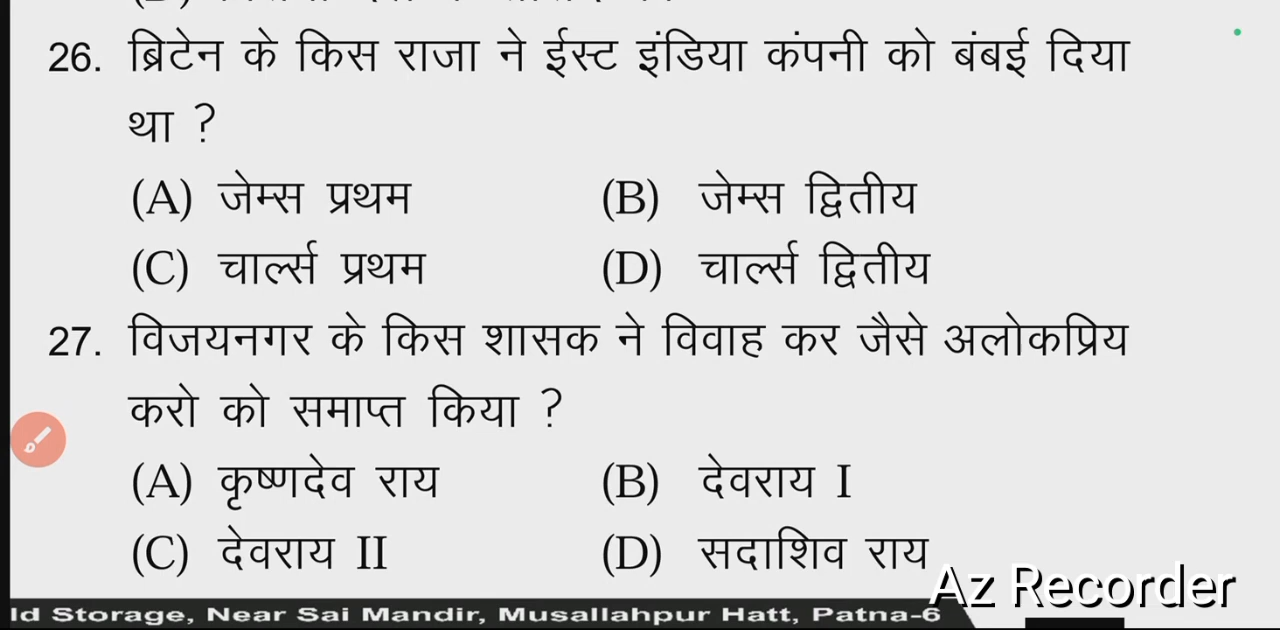 26. ब्रिटेन के किस राजा ने ईस्ट इंडिया कंपनी को बंबई दिया
था ?
(A) जेम्स प्रथम (B) जेम्स द्वितीय
(C) चार्ल्स प्रथम (D) चार्ल्स द्वितीय
27. विजयनगर के किस शासक ने विवाह कर जैसे अलोकप्रिय
करो को समाप्त किया ?
(A) कृष्णदेव राय (B) देवराय I
(C) देवराय II (D) सदाशिव राय
Az Recorder
ld Storage, Near Sai Mandir, Musallahpur Hatt, Patna-6